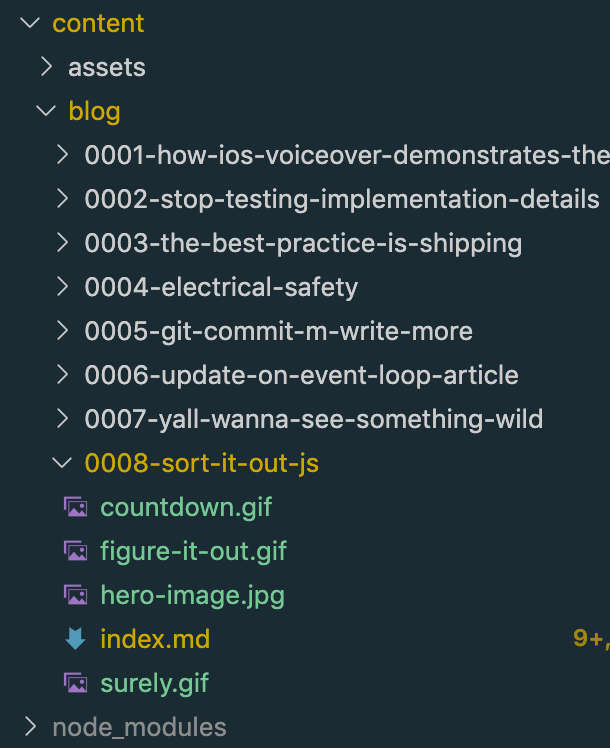 content
assets
blog
0001-how-ios-voiceover-demonstrates-the
0002-stop-testing-implementation-details
0003-the-best-practice-is-shipping
0004-electrical-safety
0005-git-commit-m-write-more
0006-update-on-event-loop-article
0007-yall-wanna-see-something-wild
0008-sort-it-out-js
countdown.gif
figure-it-out.gif
hero-image.jpg
index.md 9+,
surely.gif
node_modules